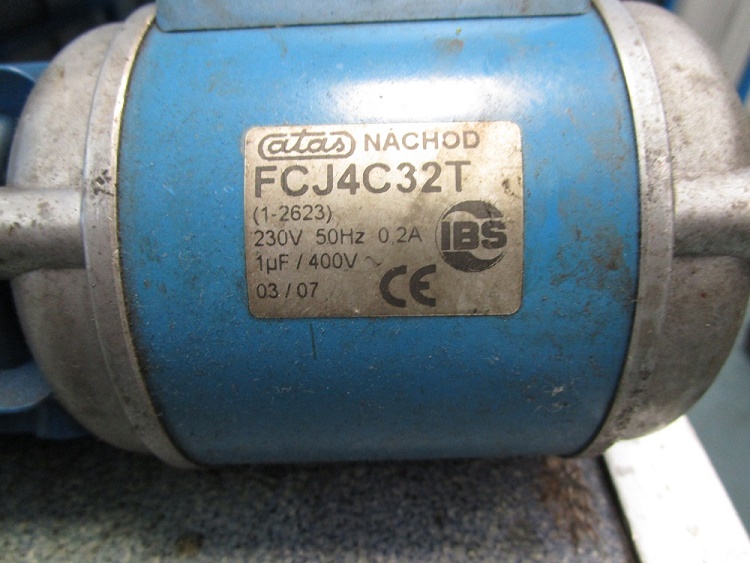 atas NÁCHOD
FCJ4C32T
(1-2623)
230V 50Hz 0,2A
1µF / 400V ~
IBS
03 / 07
CE